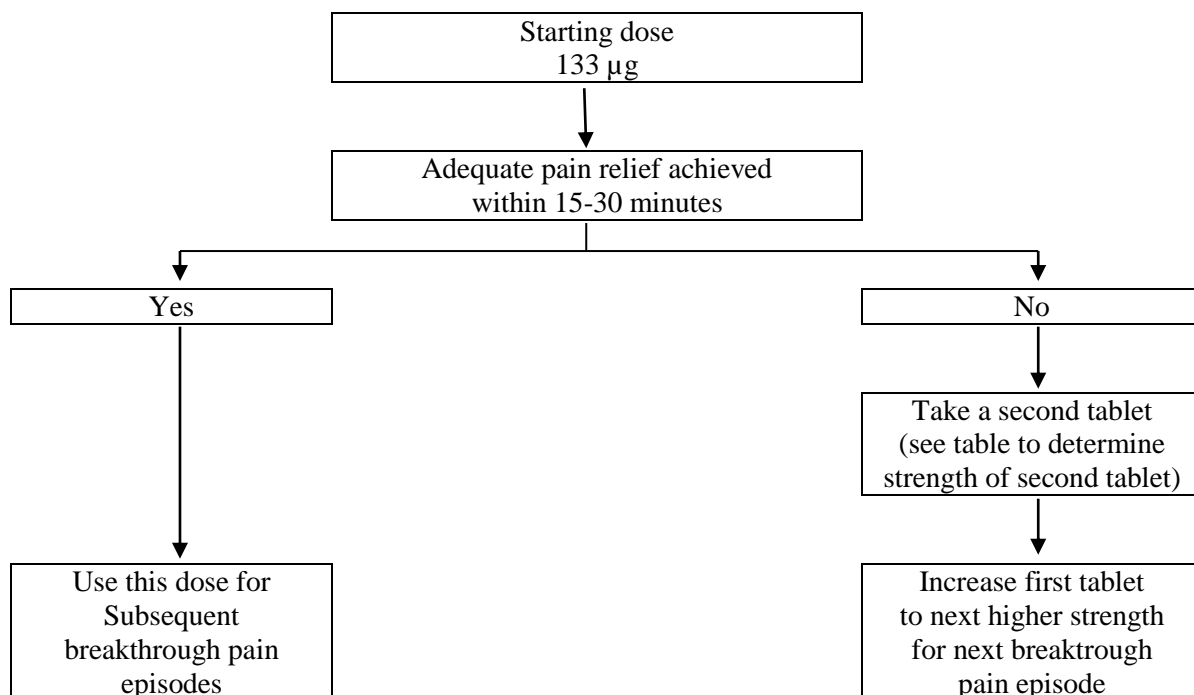 Starting dose
133 µg
Adequate pain relief achieved
within 15-30 minutes
Yes
No
Take a second tablet
(see table to determine
strength of second tablet)
Use this dose for
Subsequent
breakthrough pain
episodes
Increase first tablet
to next higher strength
for next breaktrough
pain episode